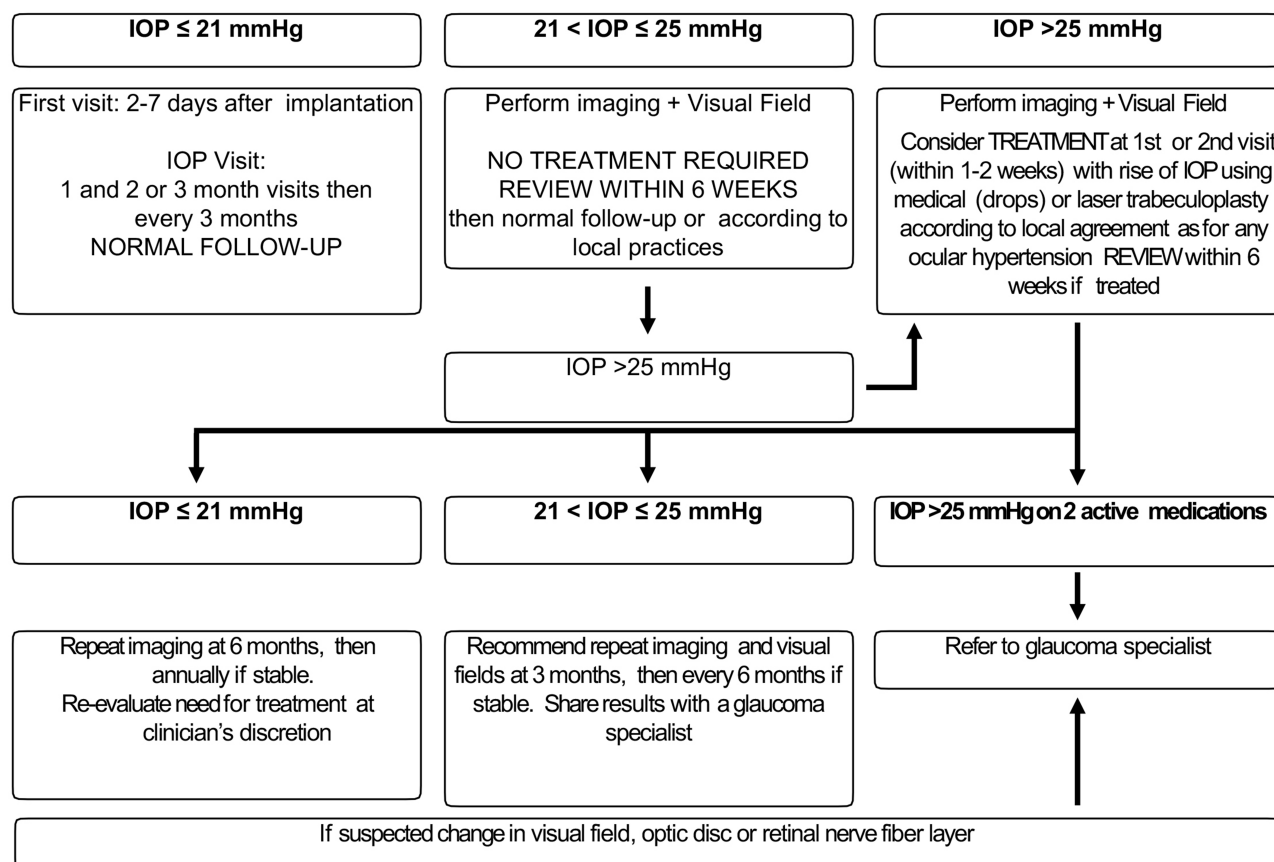 IOP ≤ 21 mmHg
21 < IOP ≤ 25 mmHg
IOP >25 mmHg
First visit: 2-7 days after implantation
IOP Visit:
1 and 2 or 3 month visits then
every 3 months
NORMAL FOLLOW-UP
Perform imaging + Visual Field
NO TREATMENT REQUIRED
REVIEW WITHIN 6 WEEKS
then normal follow-up or according to
local practices
Perform imaging + Visual Field
Consider TREATMENT at 1st or 2nd visit
(within 1-2 weeks) with rise of IOP using
medical (drops) or laser trabeculoplasty
according to local agreement as for any
ocular hypertension REVIEW within 6
weeks if treated
IOP >25 mmHg
IOP ≤ 21 mmHg
21 < IOP ≤ 25 mmHg
IOP >25 mmHg on 2 active medications
Repeat imaging at 6 months, then
annually if stable.
Re-evaluate need for treatment at
clinician's discretion
Recommend repeat imaging and visual
fields at 3 months, then every 6 months if
stable. Share results with a glaucoma
specialist
Refer to glaucoma specialist
If suspected change in visual field, optic disc or retinal nerve fiber layer